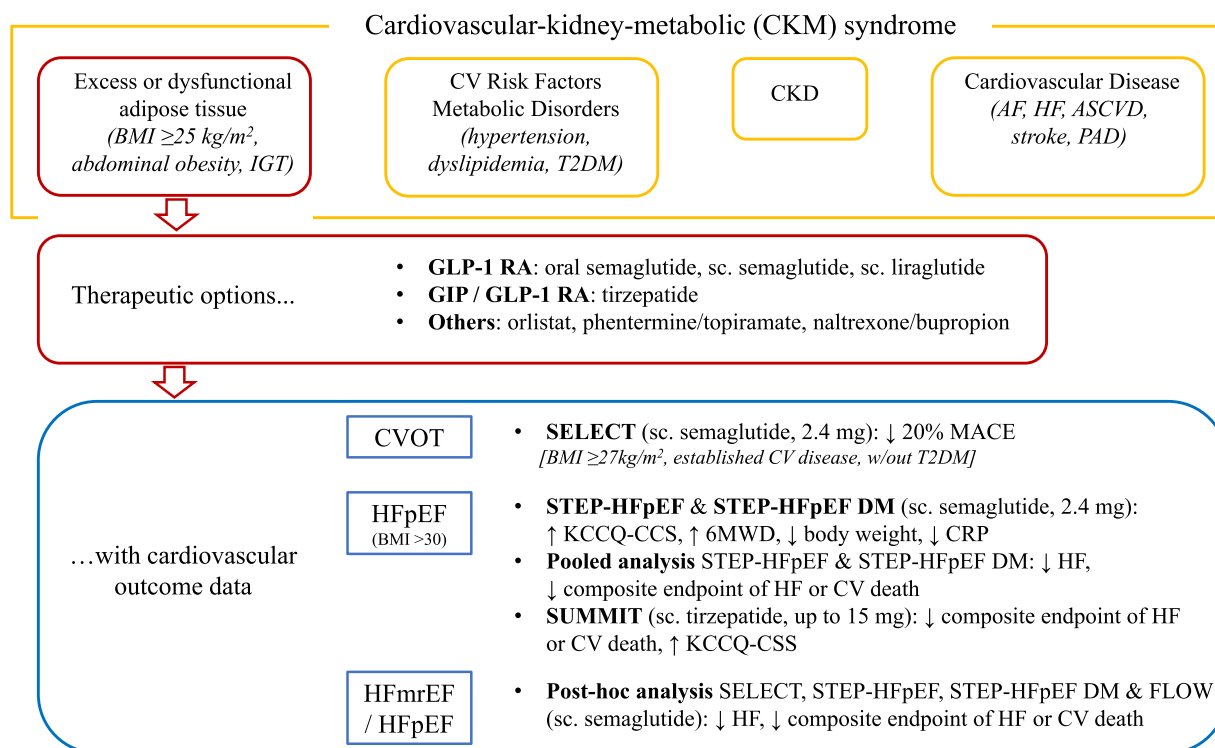 Cardiovascular-kidney-metabolic (CKM) syndrome
Excess or dysfunctional
adipose tissue
(BMI ≥25 kg/m²,
abdominal obesity, IGT)
CV Risk Factors
Metabolic Disorders
(hypertension,
dyslipidemia, T2DM)
CKD
Cardiovascular Disease
(AF, HF, ASCVD,
stroke, PAD)
Therapeutic options...
• GLP-1 RA: oral semaglutide, sc. semaglutide, sc. liraglutide
• GIP / GLP-1 RA: tirzepatide
• Others: orlistat, phentermine/topiramate, naltrexone/bupropion
…with cardiovascular
outcome data
CVOT
• SELECT (sc. semaglutide, 2.4 mg): ↓ 20% MACE
[BMI ≥27kg/m², established CV disease, w/out T2DM]
HFpEF
(BMI >30)
• STEP-HFpEF & STEP-HFpEF DM (sc. semaglutide, 2.4 mg):
↑ KCCQ-CCS, ↑ 6MWD, ↓ body weight, ↓ CRP
• Pooled analysis STEP-HFpEF & STEP-HFpEF DM: ↓ HF,
↓ composite endpoint of HF or CV death
• SUMMIT (sc. tirzepatide, up to 15 mg): ↓ composite endpoint of HF
or CV death, ↑ KCCQ-CSS
HFmrEF
/ HFpEF
• Post-hoc analysis SELECT, STEP-HFpEF, STEP-HFpEF DM & FLOW
(sc. semaglutide): ↓ HF, ↓ composite endpoint of HF or CV death